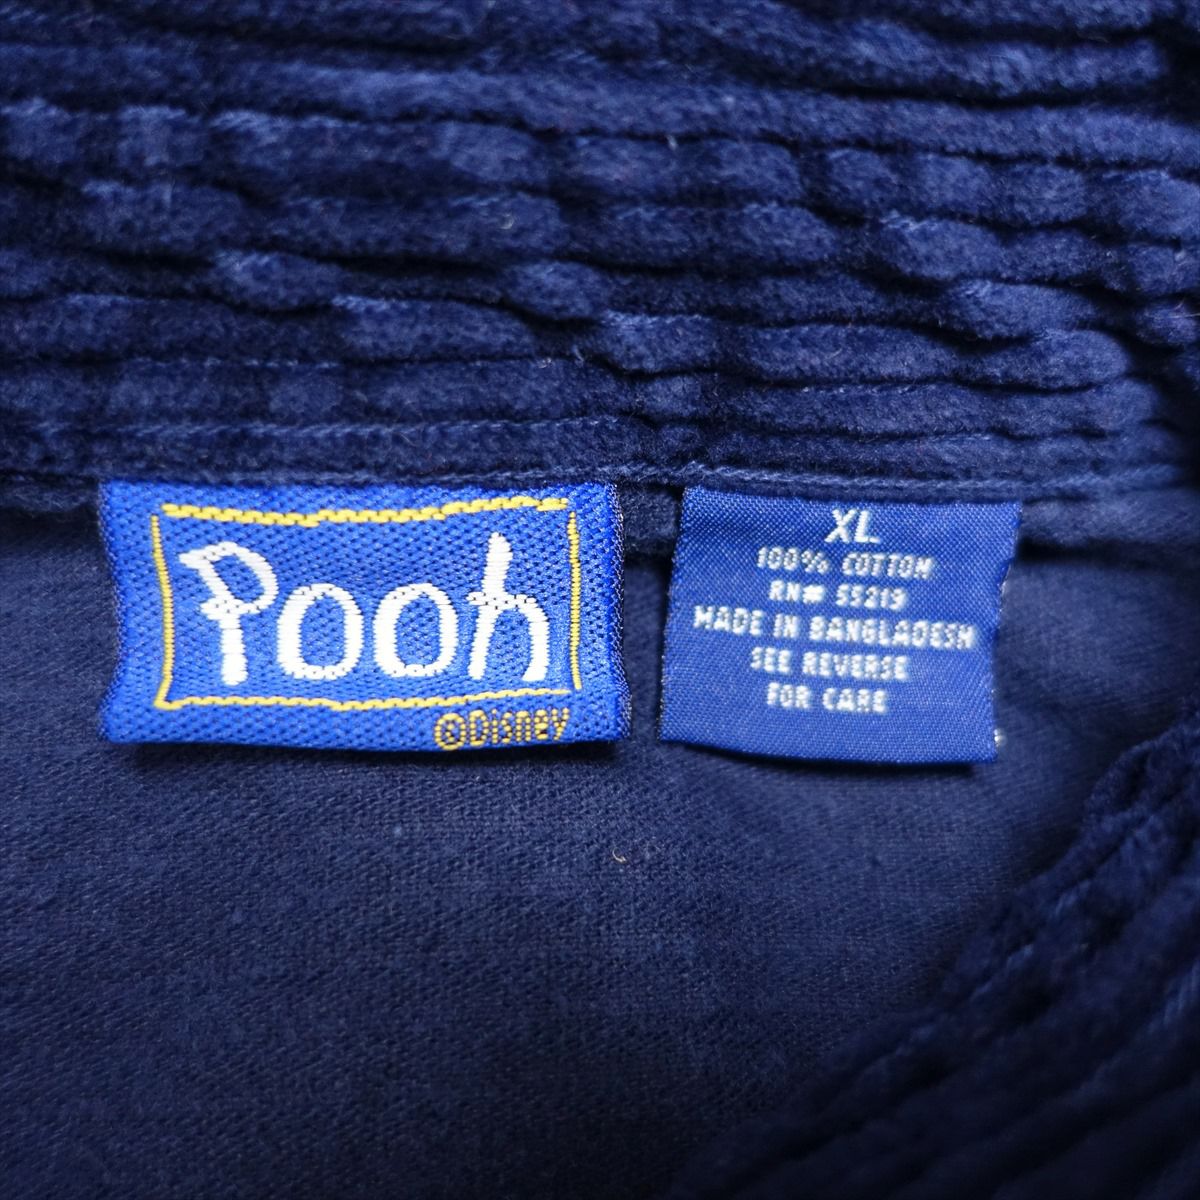 Pooh
©Disney
XL
100% COTTON
RN# 55219
MADE IN BANGLADESH
SEE REVERSE
FOR CARE